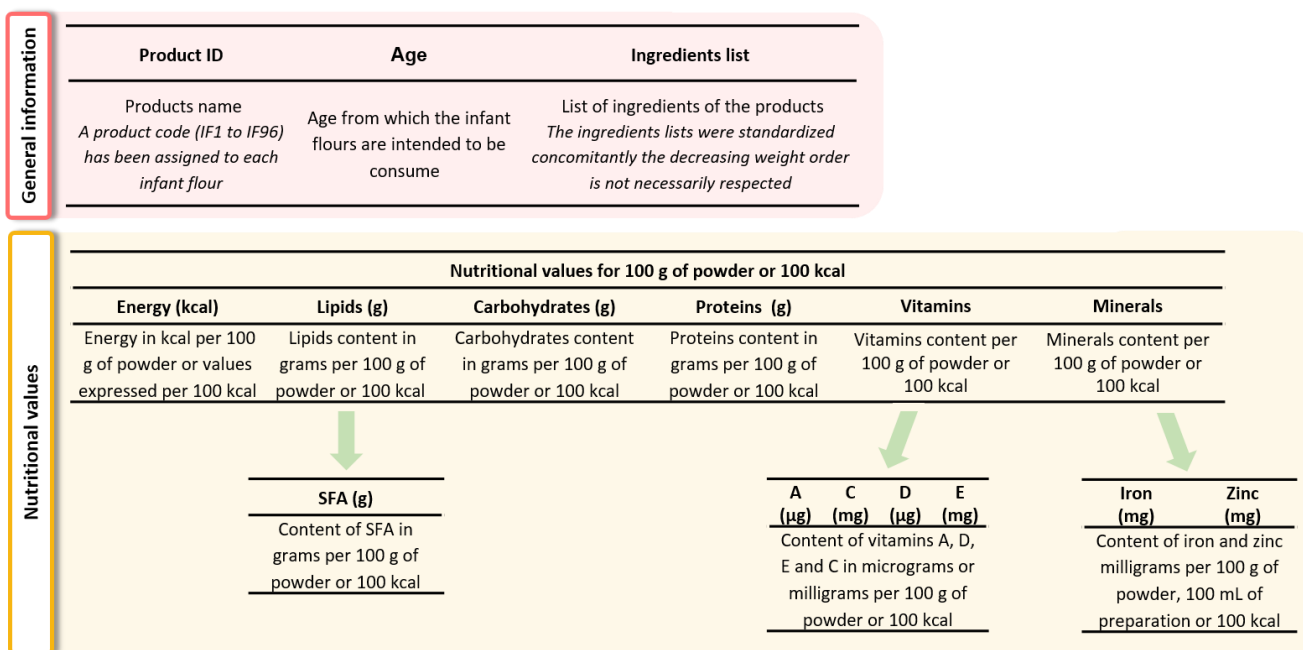 General information
Product ID
Age
Ingredients list
Products name
A product code (IF1 to IF96)
has been assigned to each
infant flour
Age from which the infant
flours are intended to be
consume
List of ingredients of the products
The ingredients lists were standardized
concomitantly the decreasing weight order
is not necessarily respected
Nutritional values
Nutritional values for 100 g of powder or 100 kcal
Energy (kcal)
Lipids (g)
Carbohydrates (g)
Proteins (g)
Vitamins
Minerals
Energy in kcal per 100
g of powder or values
expressed per 100 kcal
Lipids content in
grams per 100 g of
powder or 100 kcal
Carbohydrates content
in grams per 100 g of
powder or 100 kcal
Proteins content in
grams per 100 g of
powder or 100 kcal
Vitamins content per
100 g of powder or
100 kcal
Minerals content per
100 g of powder or
100 kcal
SFA (g)
Content of SFA in
grams per 100 g of
powder or 100 kcal
A C D E
(µg) (mg) (µg) (mg)
Content of vitamins A, D,
E and C in micrograms or
milligrams per 100 g of
powder or 100 kcal
Iron Zinc
(mg) (mg)
Content of iron and zinc
milligrams per 100 g of
powder, 100 mL of
preparation or 100 kcal